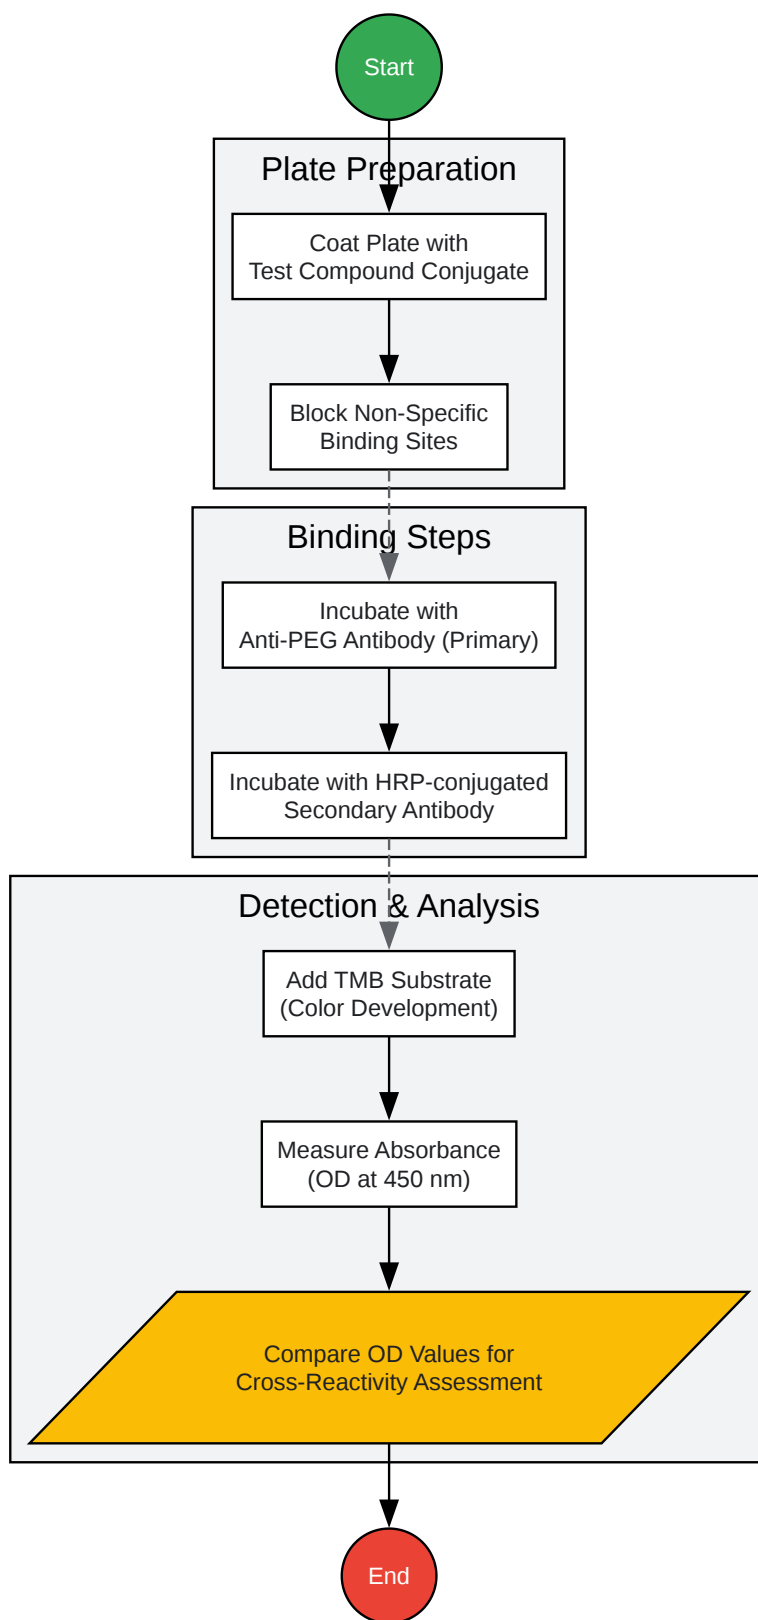 Start
Plate Preparation
Coat Plate with
Test Compound Conjugate
Block Non-Specific
Binding Sites
Binding Steps
Incubate with
Anti-PEG Antibody (Primary)
Incubate with HRP-conjugated
Secondary Antibody
Detection & Analysis
Add TMB Substrate
(Color Development)
Measure Absorbance
(OD at 450 nm)
Compare OD Values for
Cross-Reactivity Assessment
End